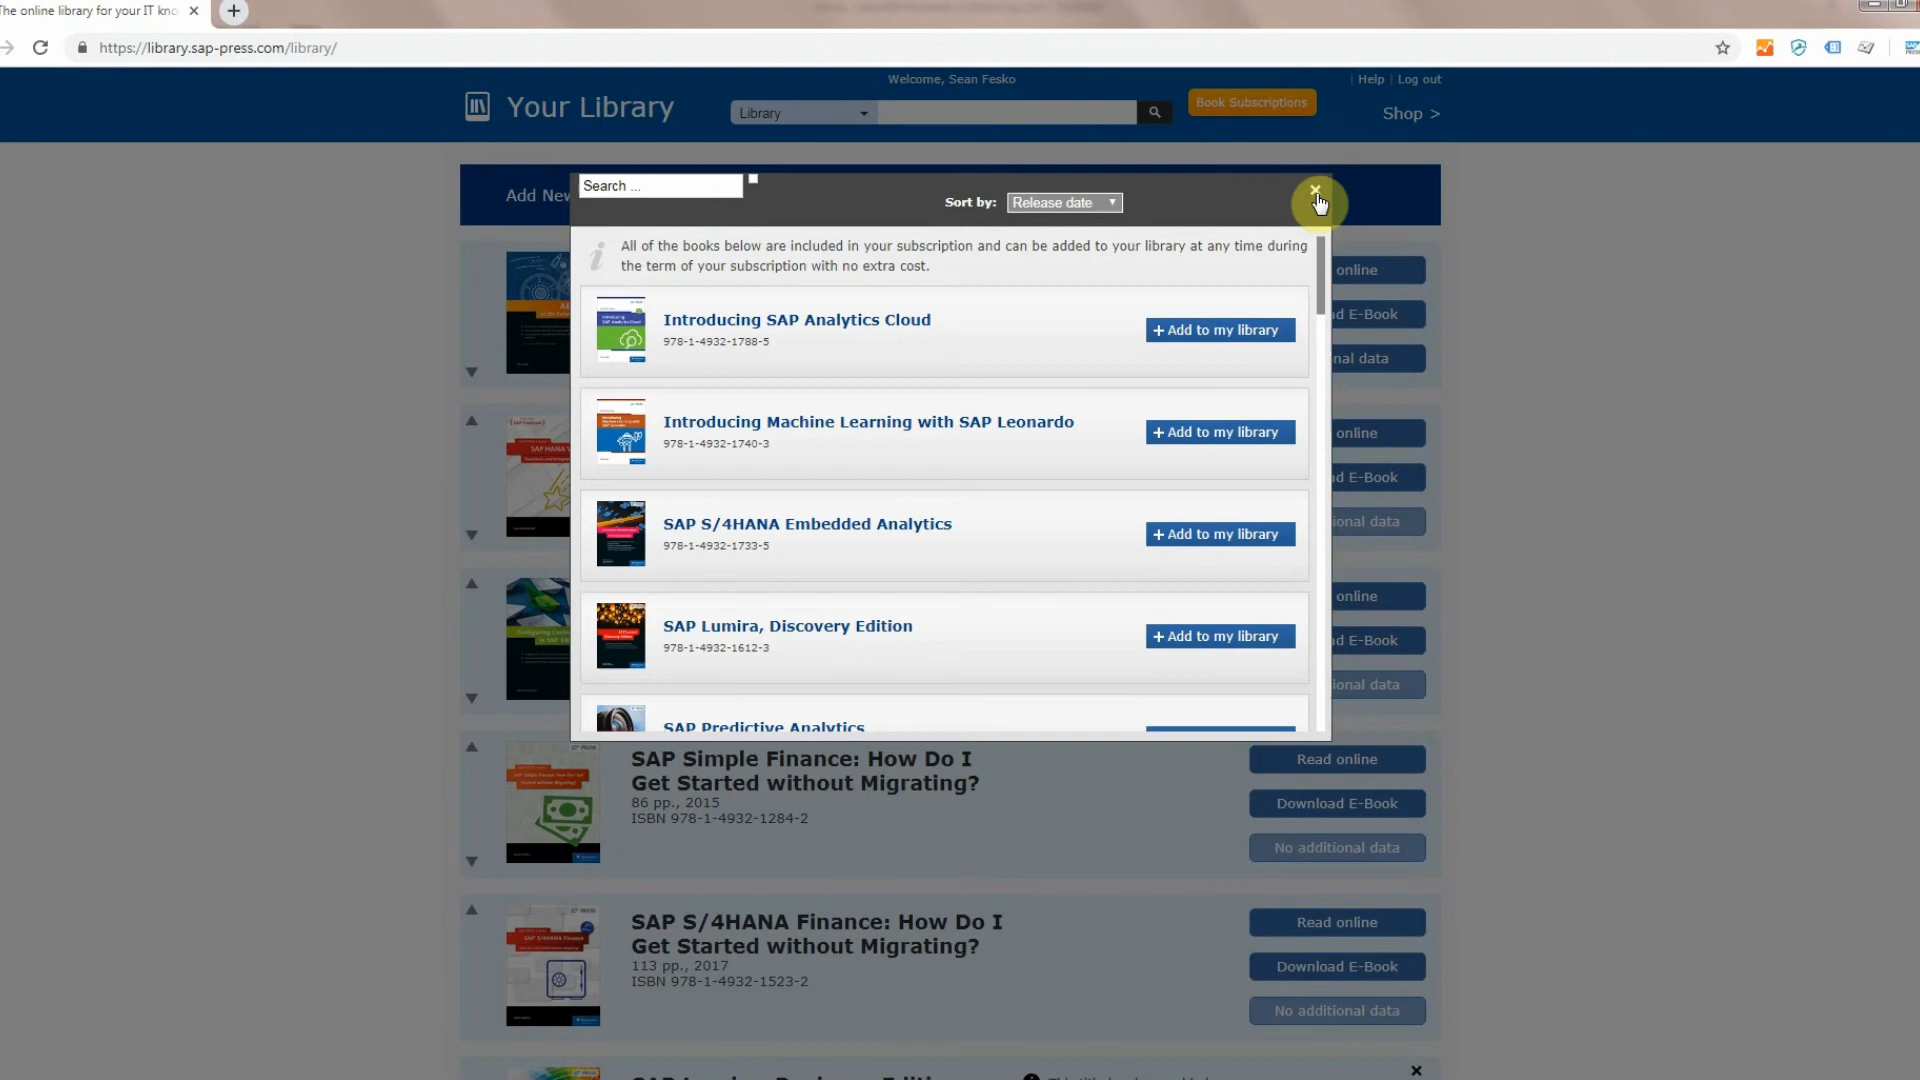 The online library for your IT kno
https://library.sap-press.com/library/
Welcome, Sean Fesko
| Help | Log out
Your Library
Library
Book Subscriptions
Shop >
Add New
Search ...
Sort by:
Release date
All of the books below are included in your subscription and can be added to your library at any time during
the term of your subscription with no extra cost.
Introducing SAP Analytics Cloud
978-1-4932-1788-5
+ Add to my library
Introducing Machine Learning with SAP Leonardo
978-1-4932-1740-3
+ Add to my library
SAP S/4HANA Embedded Analytics
978-1-4932-1733-5
+ Add to my library
SAP Lumira, Discovery Edition
978-1-4932-1612-3
+ Add to my library
SAP Predictive Analytics
online
d E-Book
nal data
online
d E-Book
ional data
online
d E-Book
ional data
SAP Simple Finance: How Do I
Get Started without Migrating?
86 pp., 2015
ISBN 978-1-4932-1284-2
Read online
Download E-Book
No additional data
SAP S/4HANA Finance: How Do I
Get Started without Migrating?
113 pp., 2017
ISBN 978-1-4932-1523-2
Read online
Download E-Book
No additional data